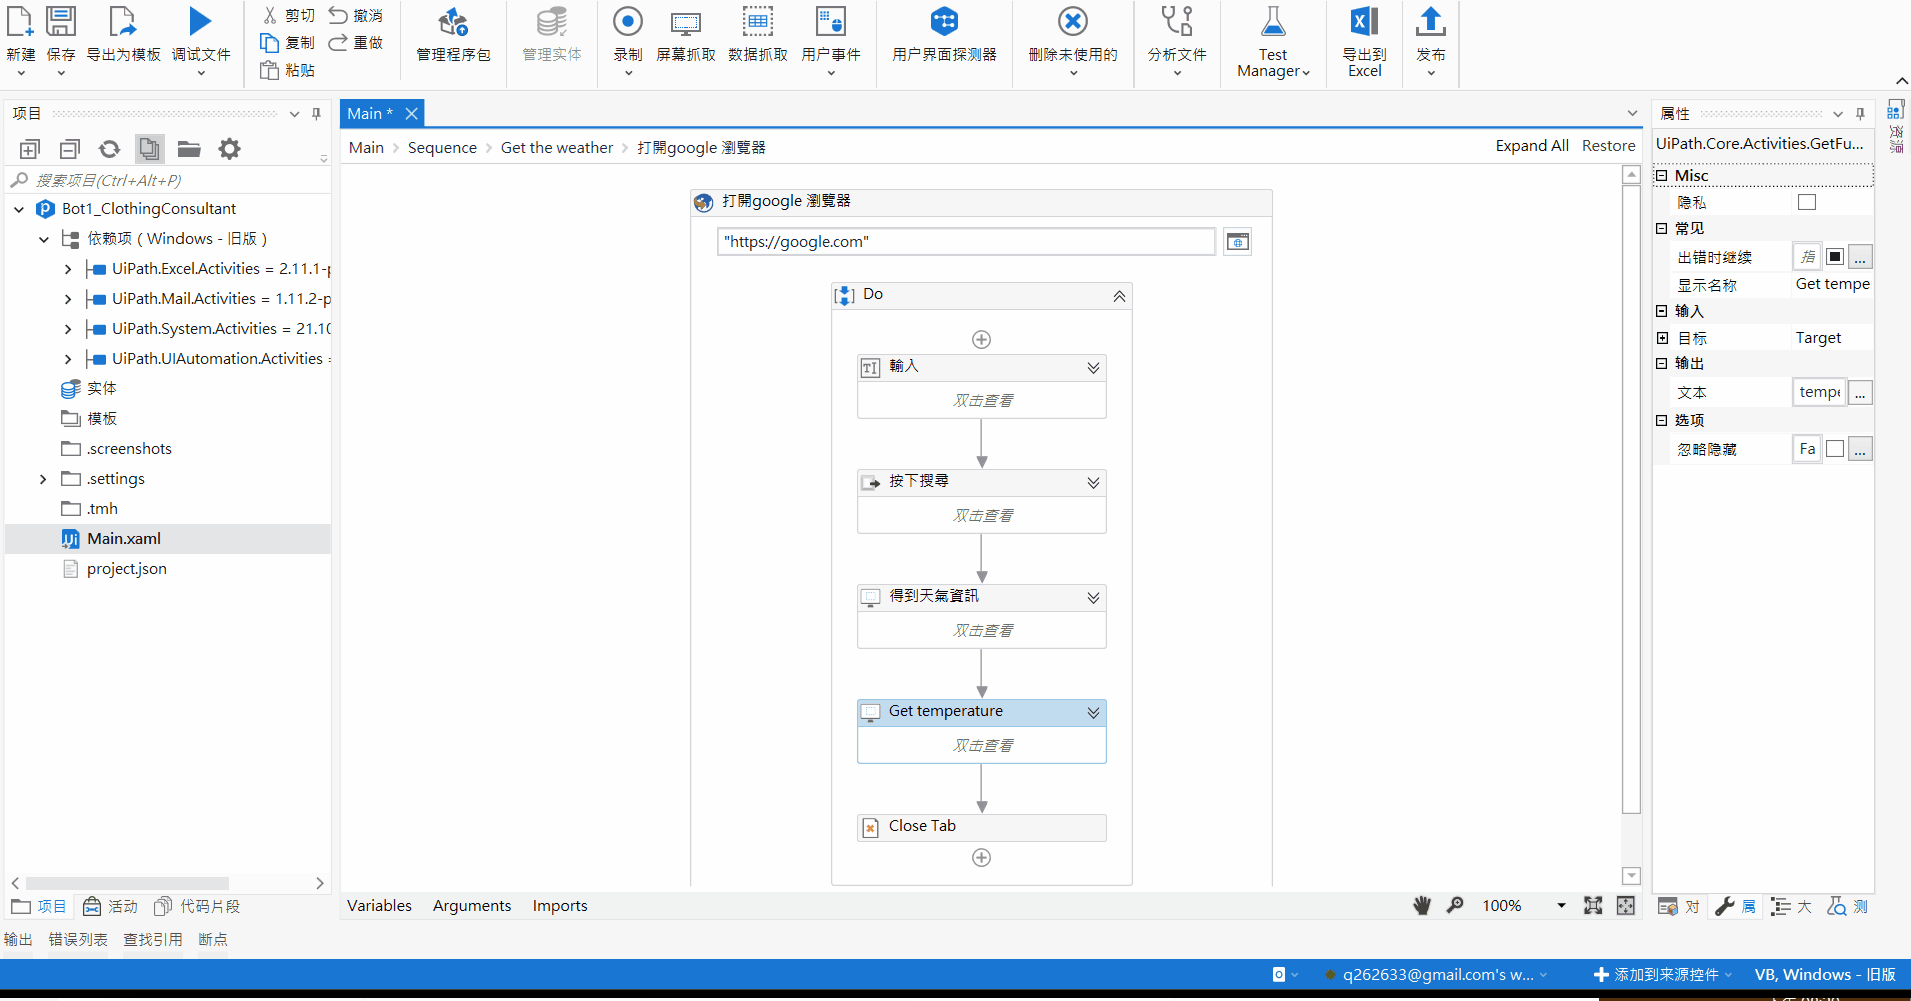 新建
保存
导出为模板
调试文件
剪切
复制
粘贴
撤消
重做
管理程序包
管理实体
录制
屏幕抓取
数据抓取
用户事件
用户界面探测器
删除未使用的
分析文件
Test
Manager
导出到
Excel
发布
项目
搜索项目(Ctrl+Alt+P)
Bot1_ClothingConsultant
依赖项 ( Windows - 旧版 )
UiPath.Excel.Activities = 2.11.1-p
UiPath.Mail.Activities = 1.11.2-p
UiPath.System.Activities = 21.10
UiPath.UIAutomation.Activities =
实体
模板
.screenshots
.settings
.tmh
Main.xaml
project.json
项目
活动
代码片段
输出
错误列表
查找引用
断点
Main *
Main
Sequence
Get the weather
打開google 瀏覽器
Expand All
Restore
打開google 瀏覽器
"https://google.com"
Do
輸入
双击查看
按下搜尋
双击查看
得到天氣資訊
双击查看
Get temperature
双击查看
Close Tab
Variables
Arguments
Imports
100%
属性
UiPath.Core.Activities.GetFu...
Misc
隐私
常见
出错时继续
指
...
显示名称
Get tempe
输入
目标
Target
输出
文本
tempe
...
选项
忽略隐藏
Fa
...
对
属
大
测
资源
q262633@gmail.com's w...
添加到来源控件
VB, Windows - 旧版